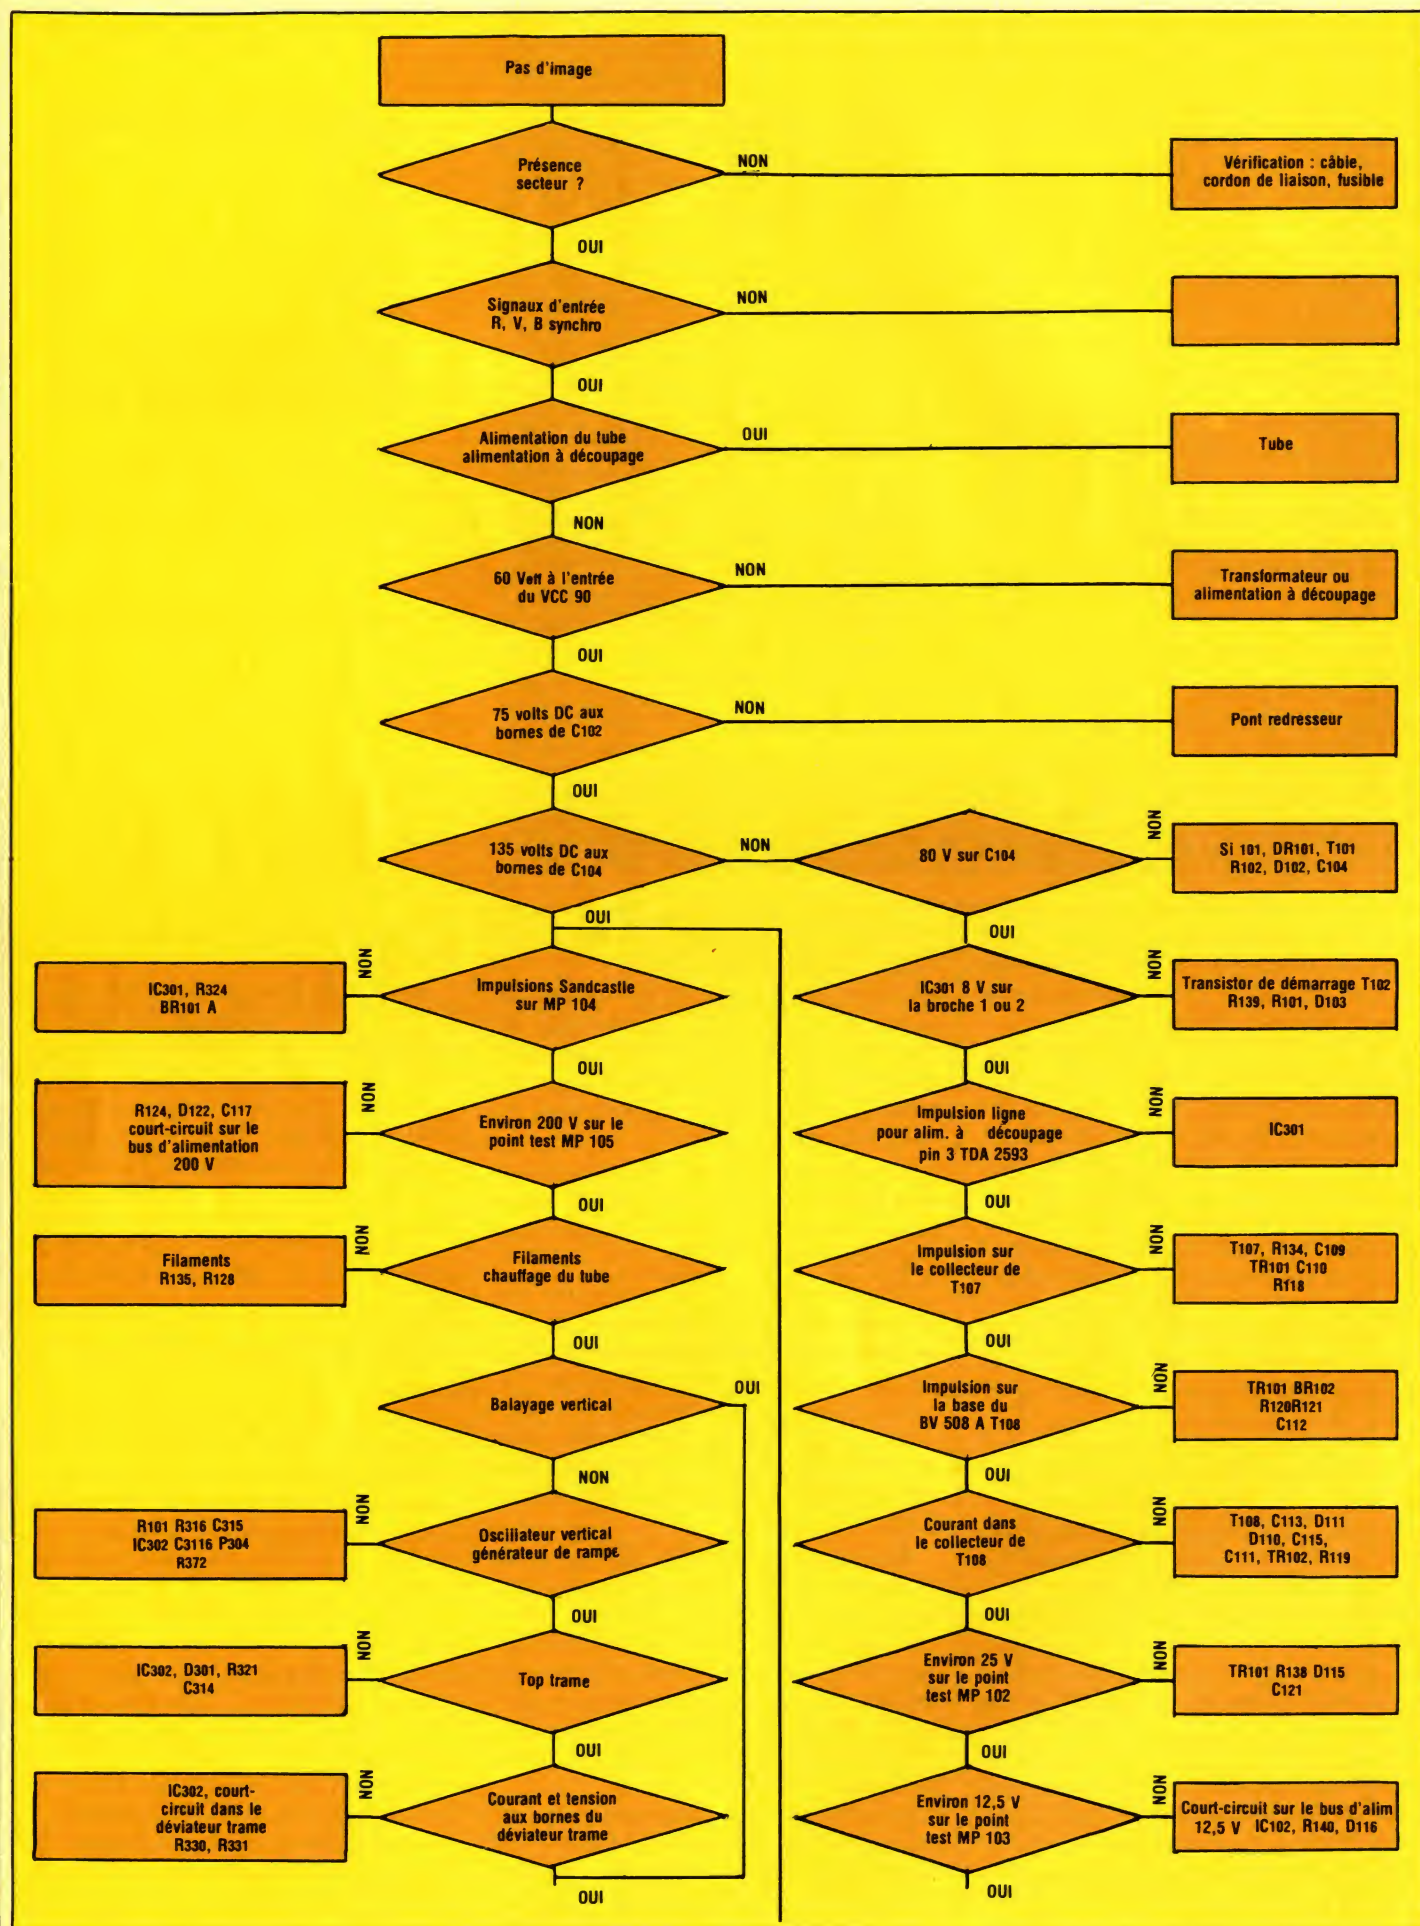 Pas d'image
Présence
secteur ?
NON
Vérification : câble,
cordon de liaison, fusible
OUI
Signaux d'entrée
R, V, B synchro
NON
OUI
Alimentation du tube
alimentation à découpage
OUI
Tube
NON
60 Veff à l'entrée
du VCC 90
NON
Transformateur ou
alimentation à découpage
OUI
75 volts DC aux
bornes de C102
NON
Pont redresseur
OUI
135 volts DC aux
bornes de C104
NON
80 V sur C104
NON
Si 101, DR101, T101
R102, D102, C104
OUI
OUI
IC301, R324
BR101 A
NON
Impulsions Sandcastle
sur MP 104
IC301 8 V sur
la broche 1 ou 2
NON
Transistor de démarrage T102
R139, R101, D103
OUI
OUI
R124, D122, C117
court-circuit sur le
bus d'alimentation
200 V
NON
Environ 200 V sur le
point test MP 105
Impulsion ligne
pour alim. à découpage
pin 3 TDA 2593
NON
IC301
OUI
OUI
Filaments
R135, R128
NON
Filaments
chauffage du tube
Impulsion sur
le collecteur de
T107
NON
T107, R134, C109
TR101 C110
R118
OUI
OUI
Balayage vertical
OUI
Impulsion sur
la base du
BV 508 A T108
NON
TR101 BR102
R120R121
C112
NON
OUI
R101 R316 C315
IC302 C3116 P304
R372
NON
Oscillateur vertical
générateur de rampe
Courant dans
le collecteur de
T108
NON
T108, C113, D111
D110, C115,
C111, TR102, R119
OUI
OUI
IC302, D301, R321
C314
NON
Top trame
Environ 25 V
sur le point
test MP 102
NON
TR101 R138 D115
C121
OUI
OUI
IC302, court-
circuit dans le
déviateur trame
R330, R331
NON
Courant et tension
aux bornes du
déviateur trame
Environ 12,5 V
sur le point
test MP 103
NON
Court-circuit sur le bus d'alim
12,5 V IC102, R140, D116
OUI
OUI